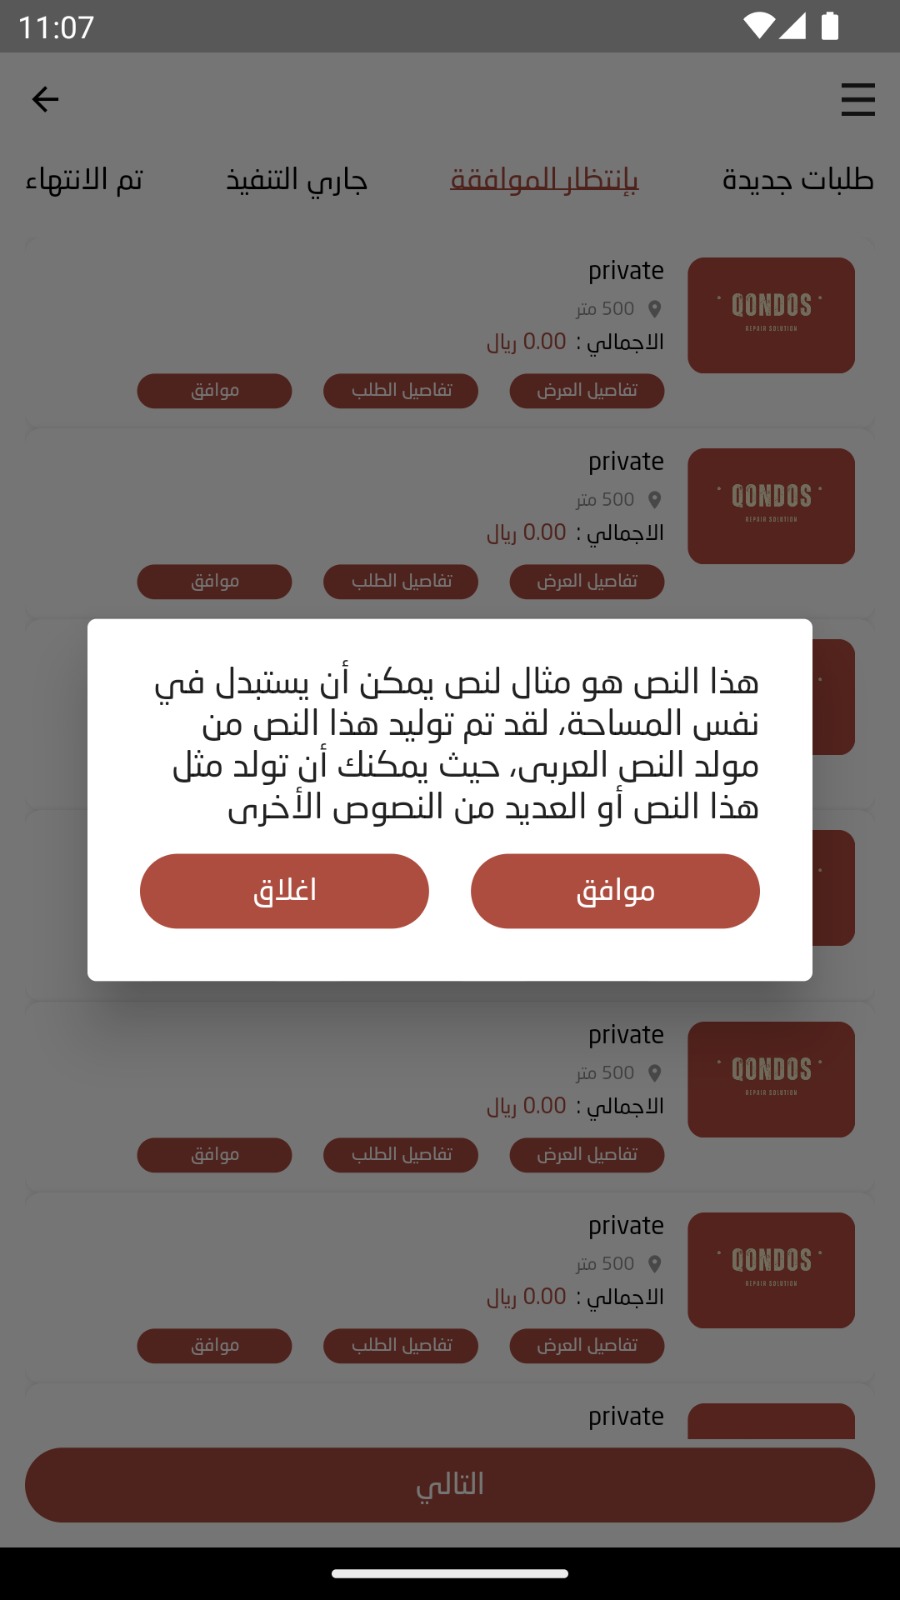 11:07
طلبات جديدة
بإنتظار الموافقة
جاري التنفيذ
تم الانتهاء
QONDOS
REPAIR SOLUTION
private
500 متر
الاجمالي : 0.00 ريال
تفاصيل العرض
تفاصيل الطلب
موافق
QONDOS
REPAIR SOLUTION
private
500 متر
الاجمالي : 0.00 ريال
تفاصيل العرض
تفاصيل الطلب
موافق
هذا النص هو مثال لنص يمكن أن يستبدل في
نفس المساحة، لقد تم توليد هذا النص من
مولد النص العربى، حيث يمكنك أن تولد مثل
هذا النص أو العديد من النصوص الأخرى
موافق
اغلاق
QONDOS
REPAIR SOLUTION
private
500 متر
الاجمالي : 0.00 ريال
تفاصيل العرض
تفاصيل الطلب
موافق
QONDOS
REPAIR SOLUTION
private
500 متر
الاجمالي : 0.00 ريال
تفاصيل العرض
تفاصيل الطلب
موافق
private
التالي